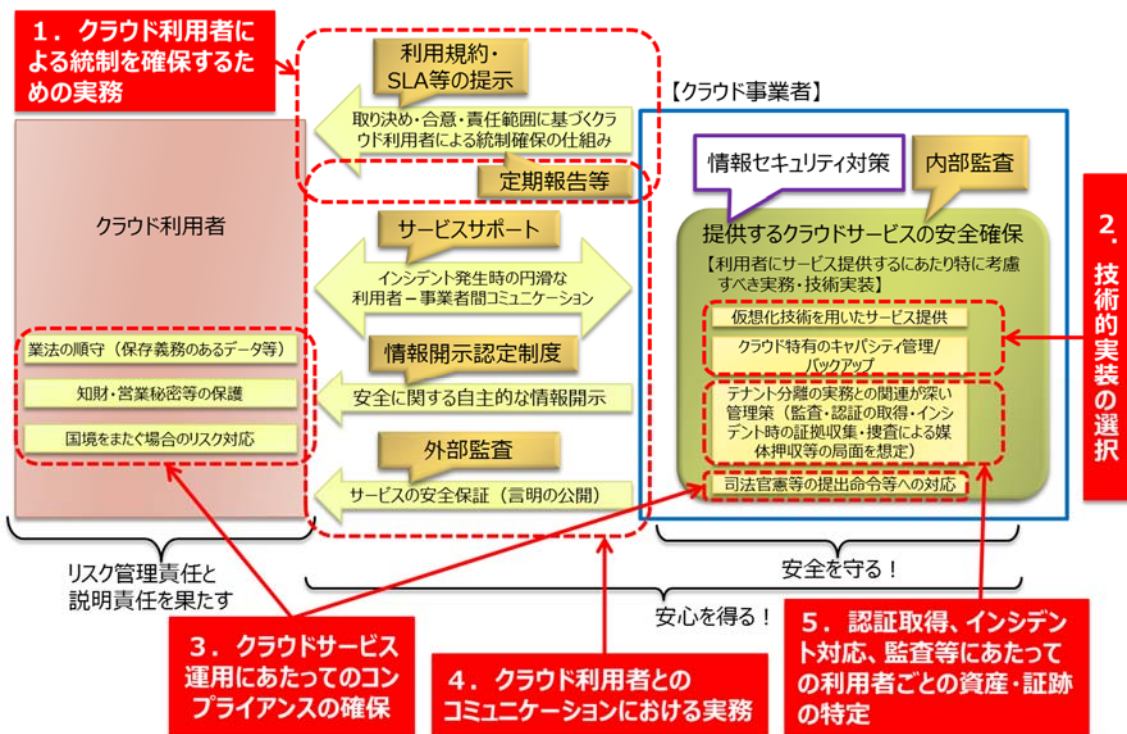 １．クラウド利用者に
よる統制を確保するた
めの実務
利用規約・
SLA等の提示
取り決め・合意・責任範囲に基づくクラ
ウド利用者による統制確保の仕組み
定期報告等
【クラウド事業者】
情報セキュリティ対策
内部監査
クラウド利用者
サービスサポート
インシデント発生時の円滑な
利用者－事業者間コミュニケーション
提供するクラウドサービスの安全確保
【利用者にサービス提供するにあたり特に考慮
すべき実務・技術実装】
仮想化技術を用いたサービス提供
クラウド特有のキャパシティ管理/
バックアップ
テナント分離の実務との関連が深い
管理策（監査・認証の取得・インシ
デント時の証拠収集・捜査による媒
体押収等の局面を想定）
司法官憲等の提出命令等への対応
２．技術的実装の選択
業法の順守（保存義務のあるデータ等）
知財・営業秘密等の保護
国境をまたぐ場合のリスク対応
情報開示認定制度
安全に関する自主的な情報開示
外部監査
サービスの安全保証（言明の公開）
リスク管理責任と
説明責任を果たす
安全を守る！
安心を得る！
３．クラウドサービス
運用にあたってのコン
プライアンスの確保
４．クラウド利用者との
コミュニケーションにおける実務
５．認証取得、インシデン
ト対応、監査等にあたって
の利用者ごとの資産・証跡
の特定